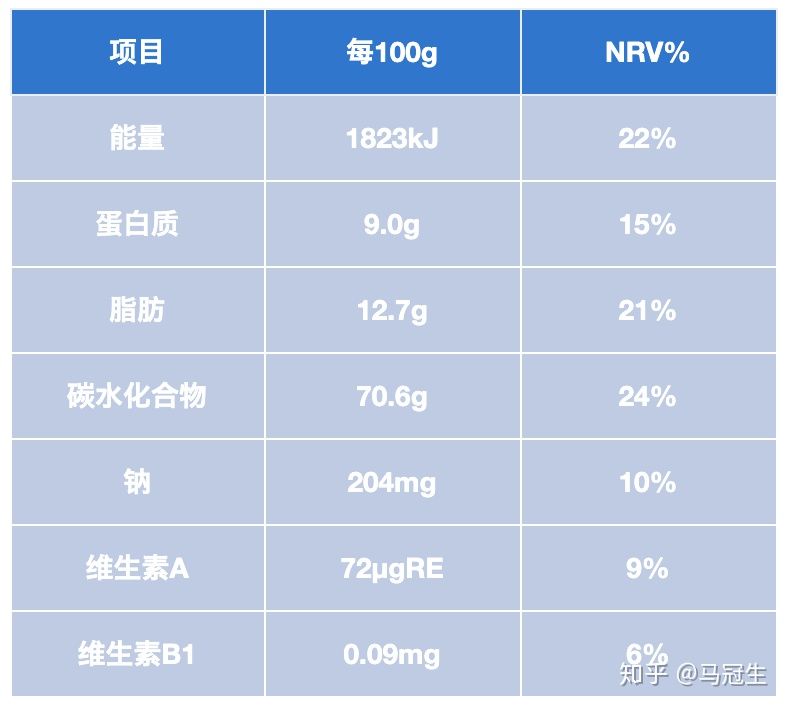 项目 每100g NRV%
能量 1823kJ 22%
蛋白质 9.0g 15%
脂肪 12.7g 21%
碳水化合物 70.6g 24%
钠 204mg 10%
维生素A 72μgRE 9%
维生素B1 0.09mg 6%
知乎 @马冠生